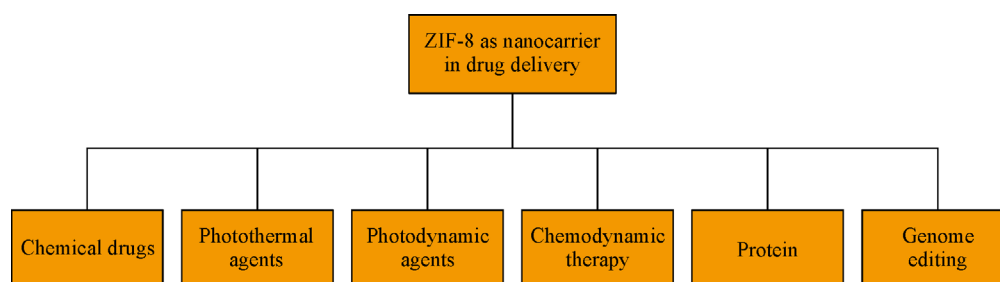 ZIF-8 as nanocarrier
in drug delivery
Chemical drugs
Photothermal
agents
Photodynamic
agents
Chemodynamic
therapy
Protein
Genome
editing